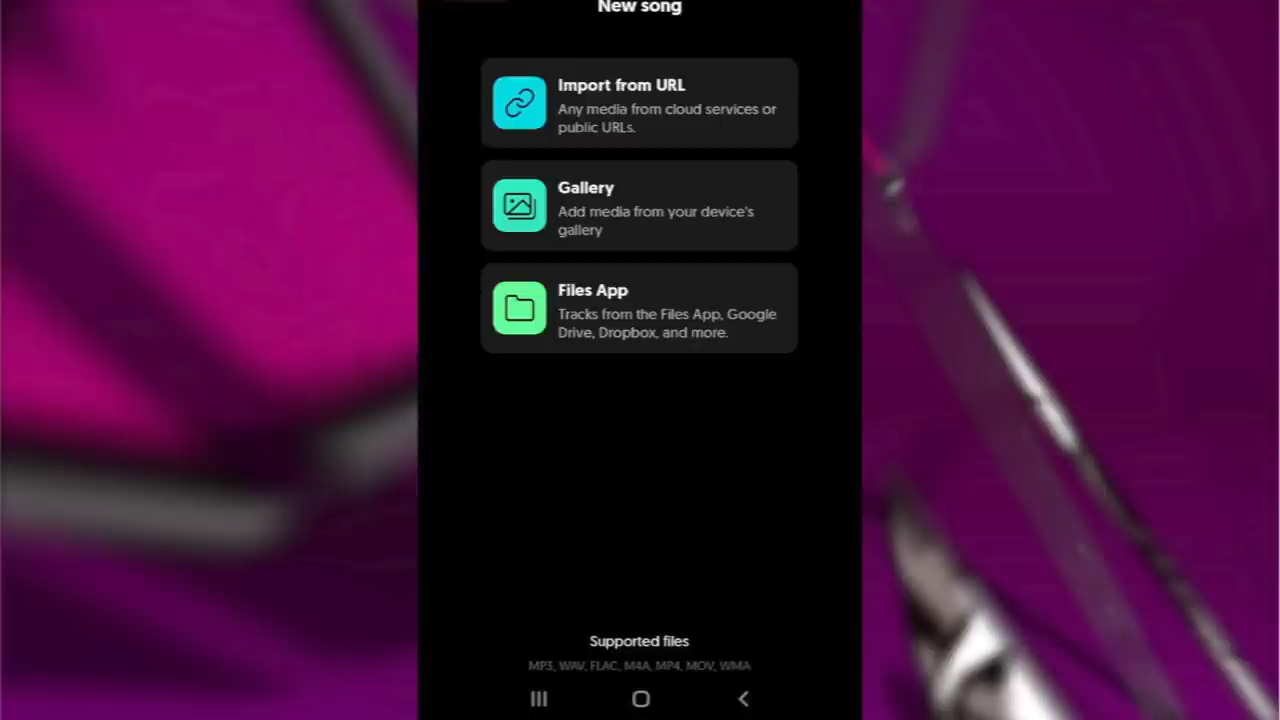 New song
Import from URL
Any media from cloud services or
public URLs.
Gallery
Add media from your device's
gallery
Files App
Tracks from the Files App, Google
Drive, Dropbox, and more.
Supported files
MP3, WAV, FLAC, M4A, MP4, MOV, WMA